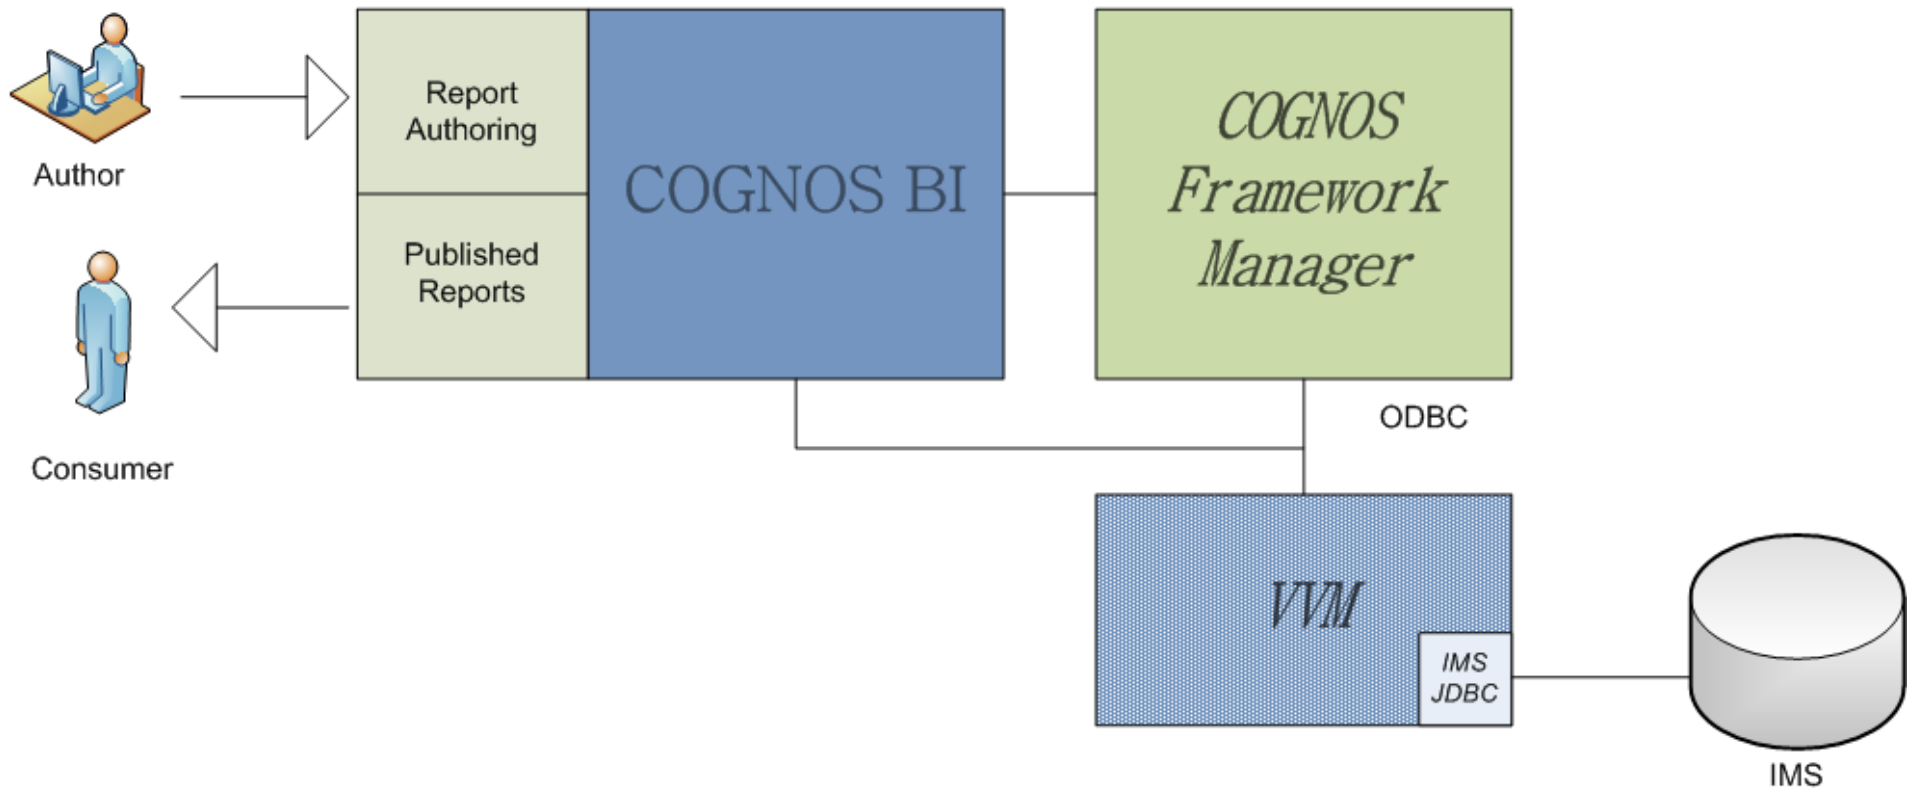 Author
Report
Authoring
Published
Reports
COGNOS BI
COGNOS
Framework
Manager
Consumer
ODBC
VVM
IMS
JDBC
IMS